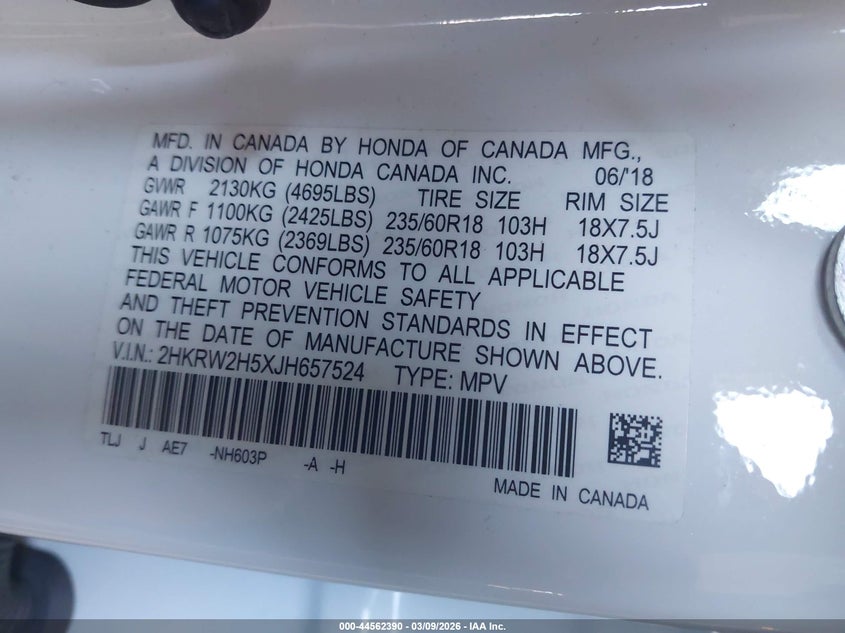 MFD. IN CANADA BY HONDA OF CANADA MFG.,
A DIVISION OF HONDA CANADA INC. 06/'18
GVWR 2130KG (4695LBS) TIRE SIZE RIM SIZE
GAWR F 1100KG (2425LBS) 235/60R18 103H 18X7.5J
GAWR R 1075KG (2369LBS) 235/60R18 103H 18X7.5J
THIS VEHICLE CONFORMS TO ALL APPLICABLE
FEDERAL MOTOR VEHICLE SAFETY
AND THEFT PREVENTION STANDARDS IN EFFECT
ON THE DATE OF MANUFACTURE SHOWN ABOVE.
V.I.N.: 2HKRW2H5XJH657524 TYPE: MPV
TLJ J AE7 -NH603P -A -H
MADE IN CANADA
000-44562390 - 03/09/2026 - IAA Inc.